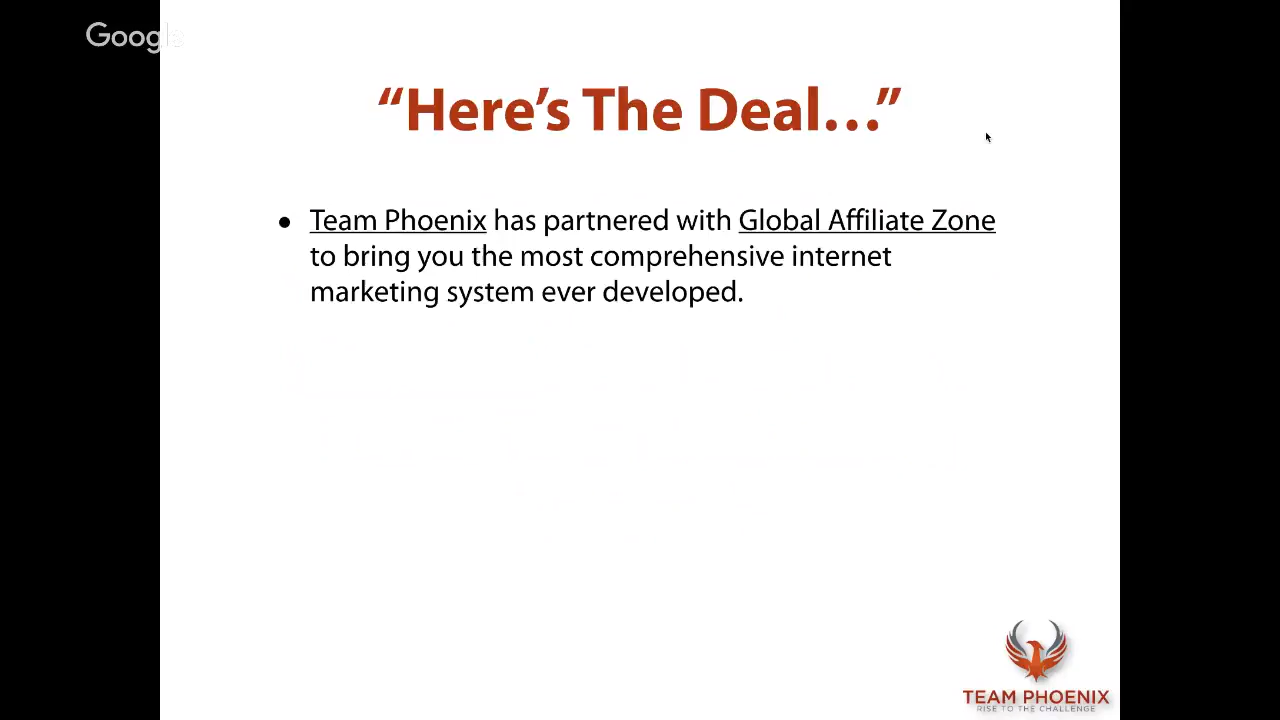 Google
“Here’s The Deal…”
● Team Phoenix has partnered with Global Affiliate Zone
to bring you the most comprehensive internet
marketing system ever developed.
TEAM PHOENIX
RISE TO THE CHALLENGE